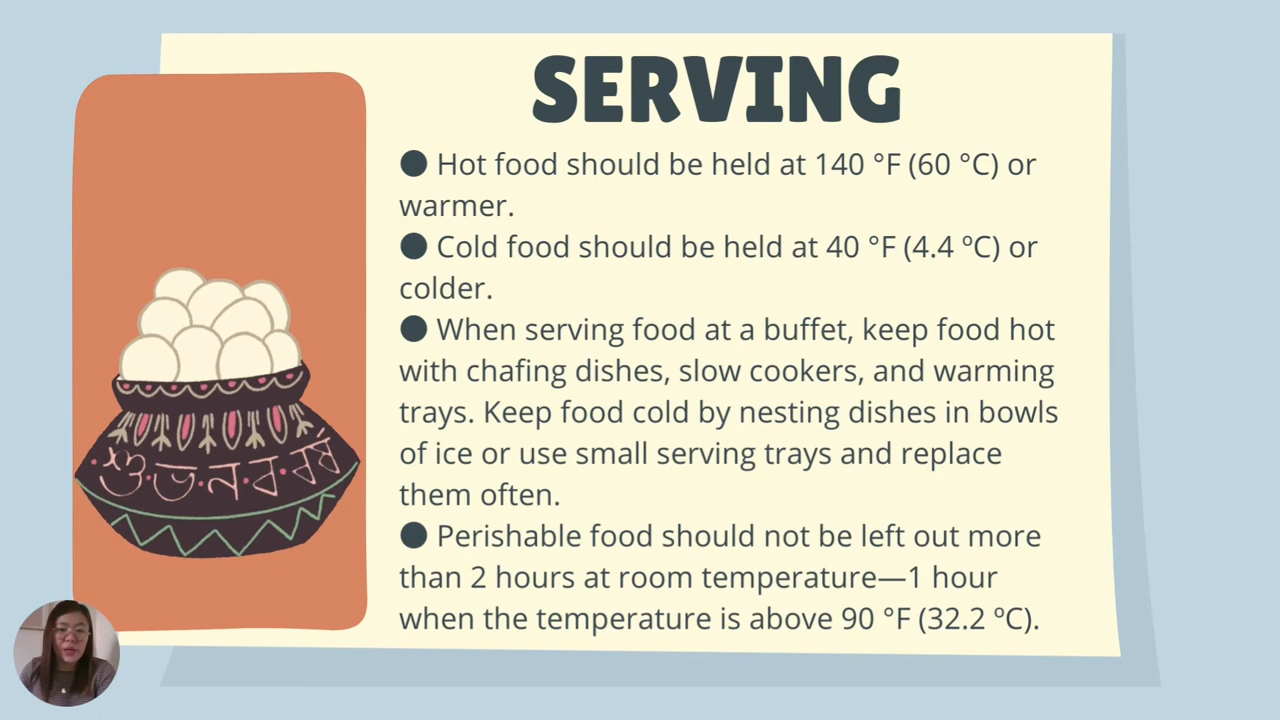 SERVING
● Hot food should be held at 140 °F (60 °C) or
warmer.
● Cold food should be held at 40 °F (4.4 ºC) or
colder.
● When serving food at a buffet, keep food hot
with chafing dishes, slow cookers, and warming
trays. Keep food cold by nesting dishes in bowls
of ice or use small serving trays and replace
them often.
● Perishable food should not be left out more
than 2 hours at room temperature—1 hour
when the temperature is above 90 °F (32.2 ºC).
শুভ নববর্ষ